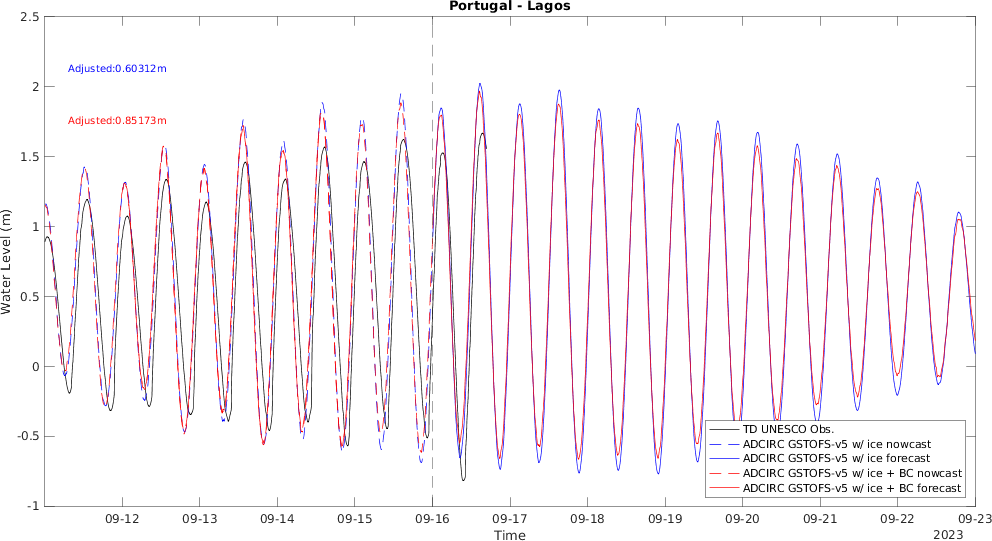 Portugal - Lagos
2.5
2
1.5
1
0.5
0
-0.5
-1
Water Level (m)
Adjusted:0.60312m
Adjusted:0.85173m
TD UNESCO Obs.
ADCIRC GSTOFS-v5 w/ ice nowcast
ADCIRC GSTOFS-v5 w/ ice forecast
ADCIRC GSTOFS-v5 w/ ice + BC nowcast
ADCIRC GSTOFS-v5 w/ ice + BC forecast
09-12 09-13 09-14 09-15 09-16 09-17 09-18 09-19 09-20 09-21 09-22 09-23
Time
2023